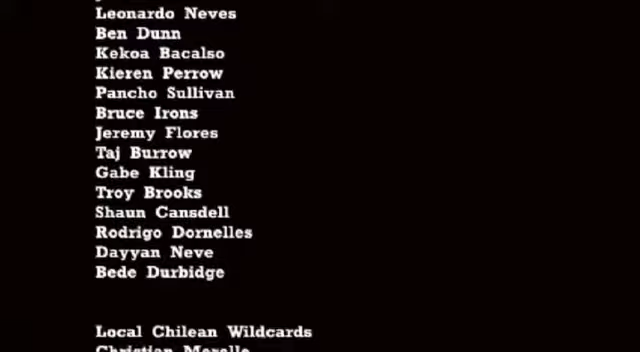 Leonardo Neves
Ben Dunn
Kekoa Bacalso
Kieren Perrow
Pancho Sullivan
Bruce Irons
Jeremy Flores
Taj Burrow
Gabe Kling
Troy Brooks
Shaun Cansdell
Rodrigo Dornelles
Dayyan Neve
Bede Durbidge
Local Chilean Wildcards
Christian